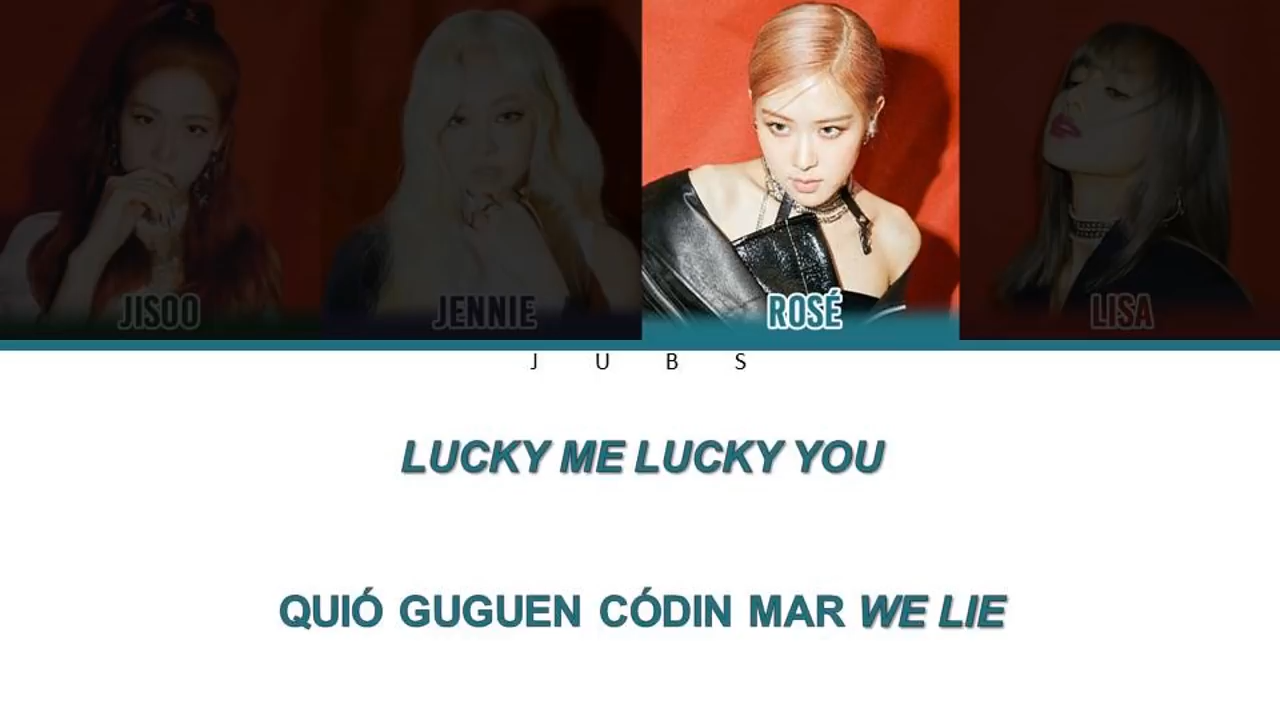 JISOO JENNIE ROSÉ LISA
J U B S
LUCKY ME LUCKY YOU
QUIÓ GUGUEN CÓDIN MAR WE LIE